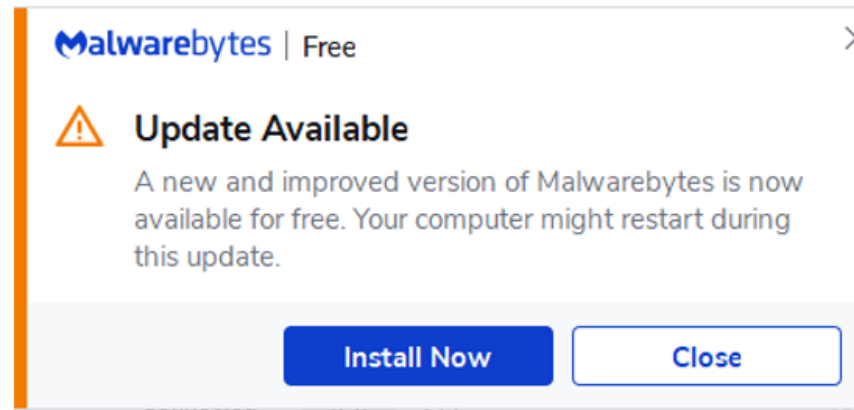 Malwarebytes | Free
Update Available
A new and improved version of Malwarebytes is now
available for free. Your computer might restart during
this update.
Install Now Close